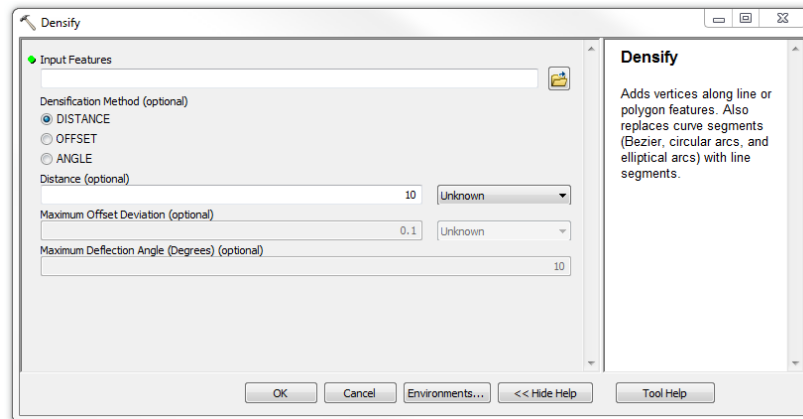 Densify
Input Features
Densification Method (optional)
DISTANCE
OFFSET
ANGLE
Distance (optional)
10
Unknown
Maximum Offset Deviation (optional)
0.1
Unknown
Maximum Deflection Angle (Degrees) (optional)
10
OK
Cancel
Environments...
<< Hide Help
Tool Help
Densify
Adds vertices along line or
polygon features. Also
replaces curve segments
(Bezier, circular arcs, and
elliptical arcs) with line
segments.